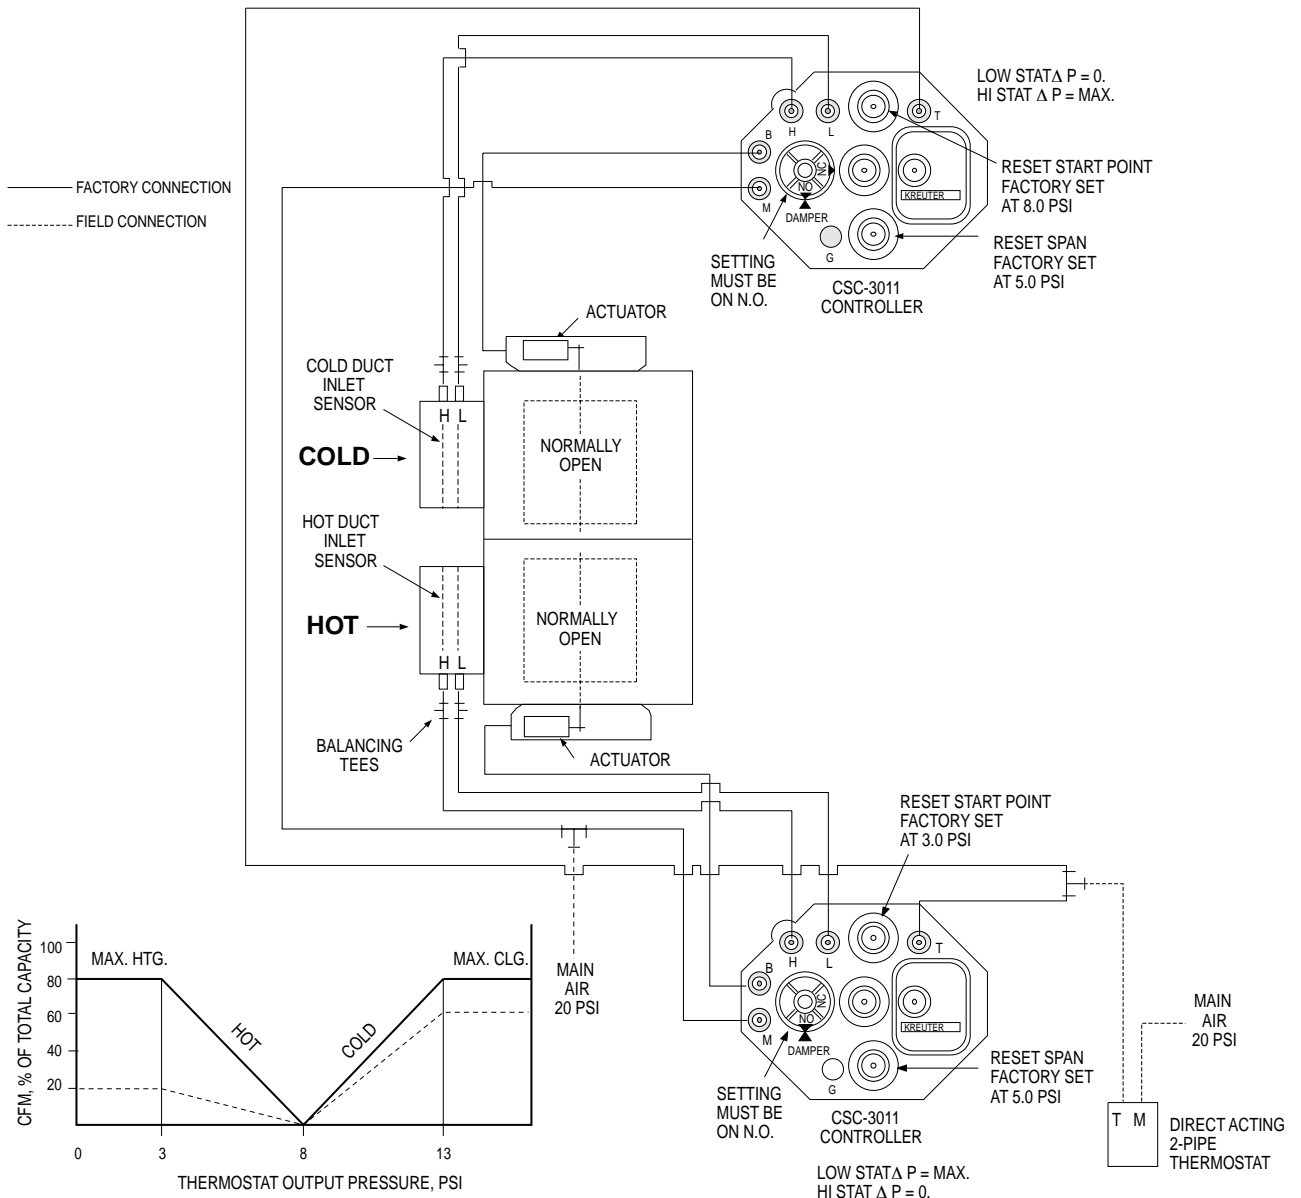 LOW STAT Δ P = 0.
HI STAT Δ P = MAX.
FACTORY CONNECTION
FIELD CONNECTION
B
H
L
T
M
NC
NO
DAMPER
G
KREUTER
RESET START POINT
FACTORY SET
AT 8.0 PSI
RESET SPAN
FACTORY SET
AT 5.0 PSI
SETTING
MUST BE
ON N.O.
CSC-3011
CONTROLLER
ACTUATOR
COLD DUCT
INLET
SENSOR
H L
COLD
NORMALLY
OPEN
HOT DUCT
INLET
SENSOR
HOT
NORMALLY
OPEN
H L
BALANCING
TEES
ACTUATOR
RESET START POINT
FACTORY SET
AT 3.0 PSI
MAIN
AIR
20 PSI
B
H
L
T
M
NC
NO
DAMPER
G
KREUTER
MAIN
AIR
20 PSI
RESET SPAN
FACTORY SET
AT 5.0 PSI
SETTING
MUST BE
ON N.O.
CSC-3011
CONTROLLER
LOW STAT Δ P = MAX.
HI STAT Δ P = 0.
T M
DIRECT ACTING
2-PIPE
THERMOSTAT
CFM, % OF TOTAL CAPACITY
100
80
60
40
20
MAX. HTG.
MAX. CLG.
HOT
COLD
0
3
8
13
THERMOSTAT OUTPUT PRESSURE, PSI